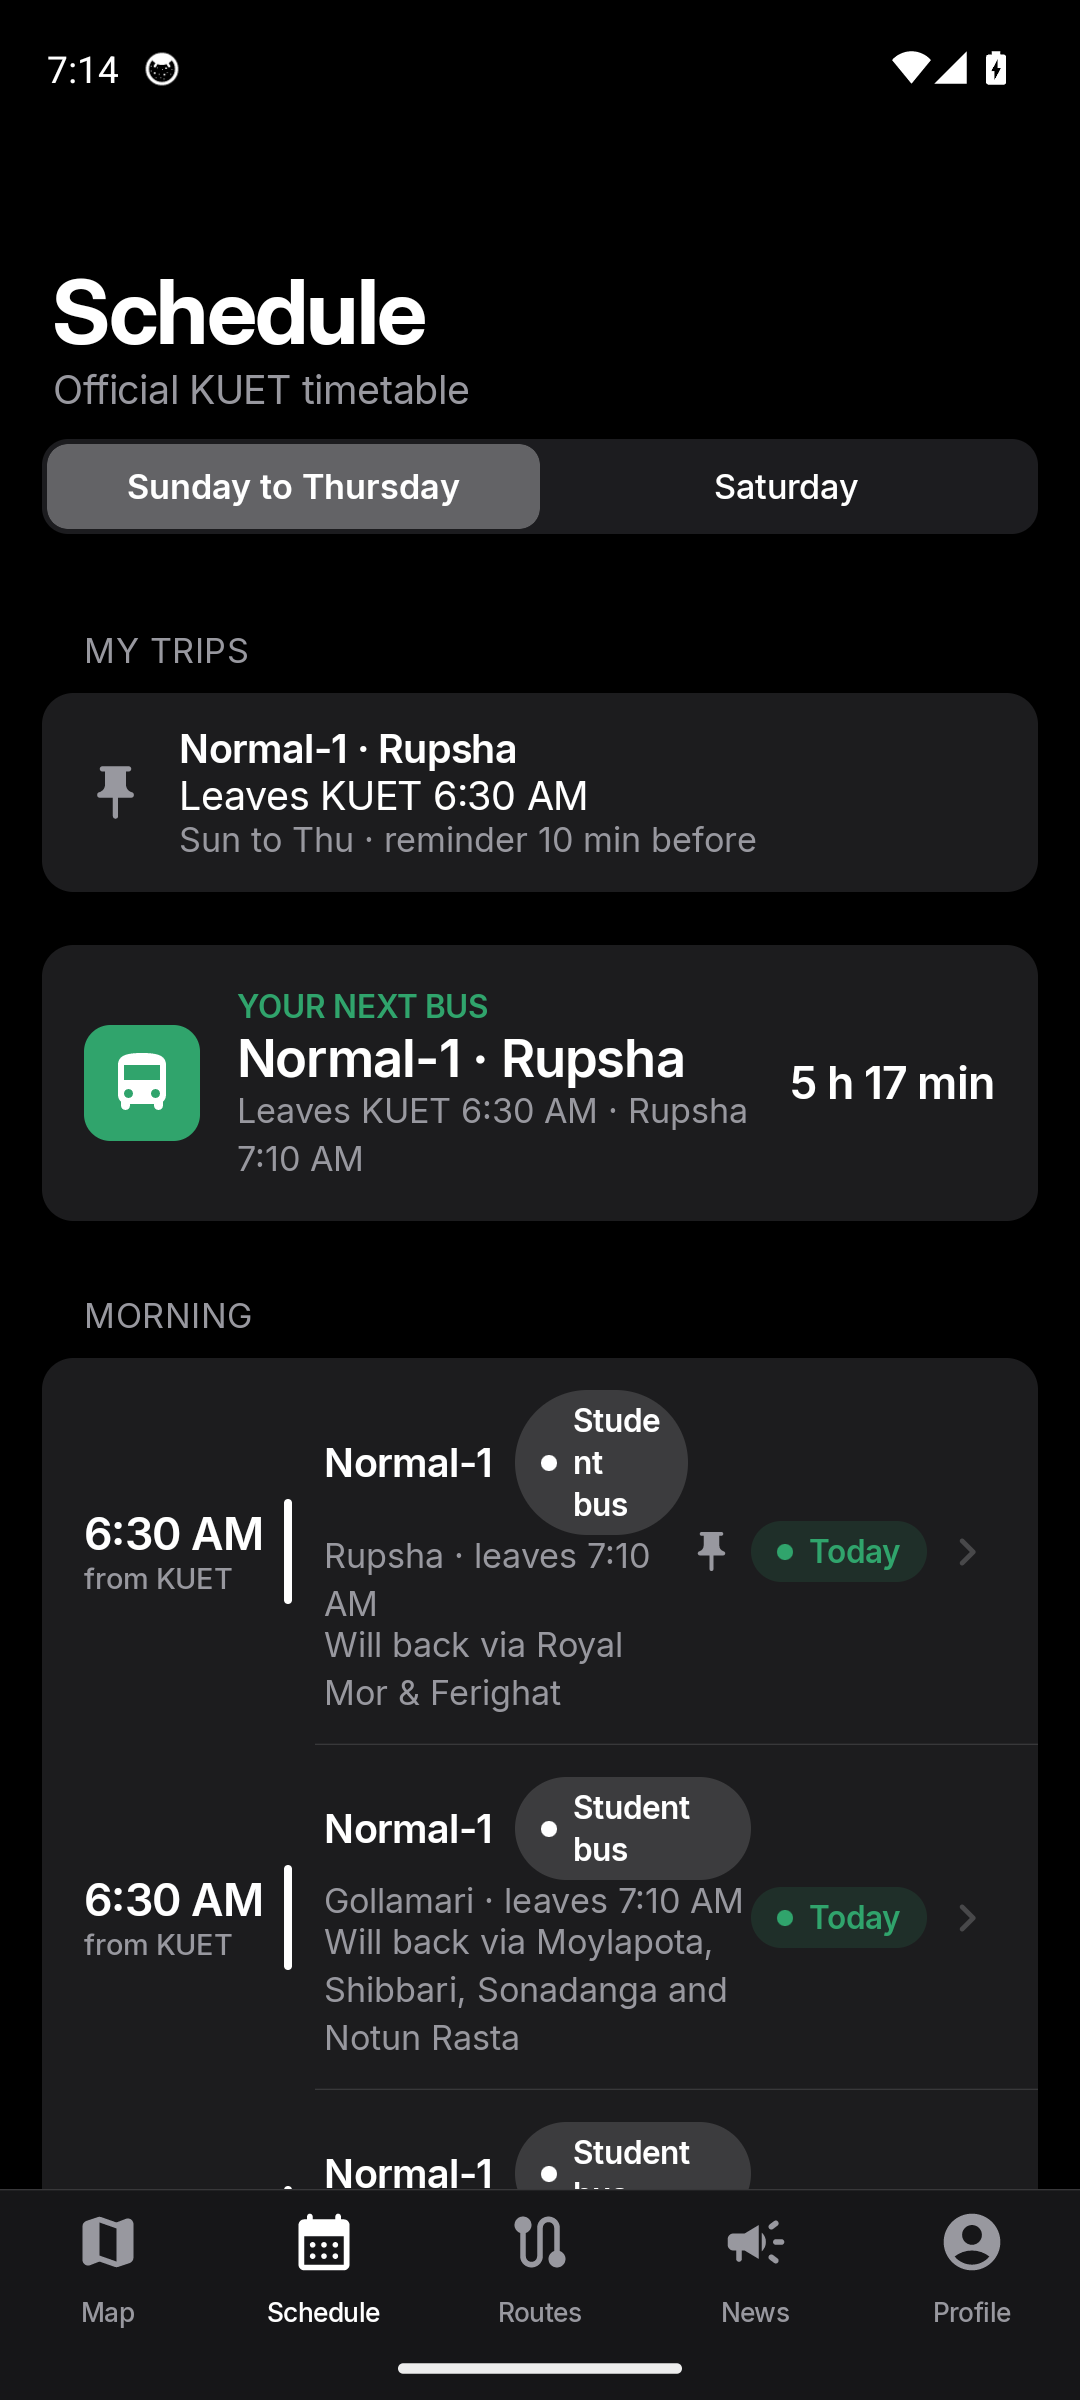 7:14
Schedule
Official KUET timetable
Sunday to Thursday
Saturday
MY TRIPS
Normal-1 · Rupsha
Leaves KUET 6:30 AM
Sun to Thu · reminder 10 min before
YOUR NEXT BUS
Normal-1 · Rupsha
Leaves KUET 6:30 AM · Rupsha
7:10 AM
5 h 17 min
MORNING
6:30 AM
from KUET
Normal-1
Stude
nt
bus
Rupsha · leaves 7:10
AM
Will back via Royal
Mor & Ferighat
Today
6:30 AM
from KUET
Normal-1
Student
bus
Gollamari · leaves 7:10 AM
Will back via Moylapota,
Shibbari, Sonadanga and
Notun Rasta
Today
Normal-1
Student
Map
Schedule
Routes
News
Profile